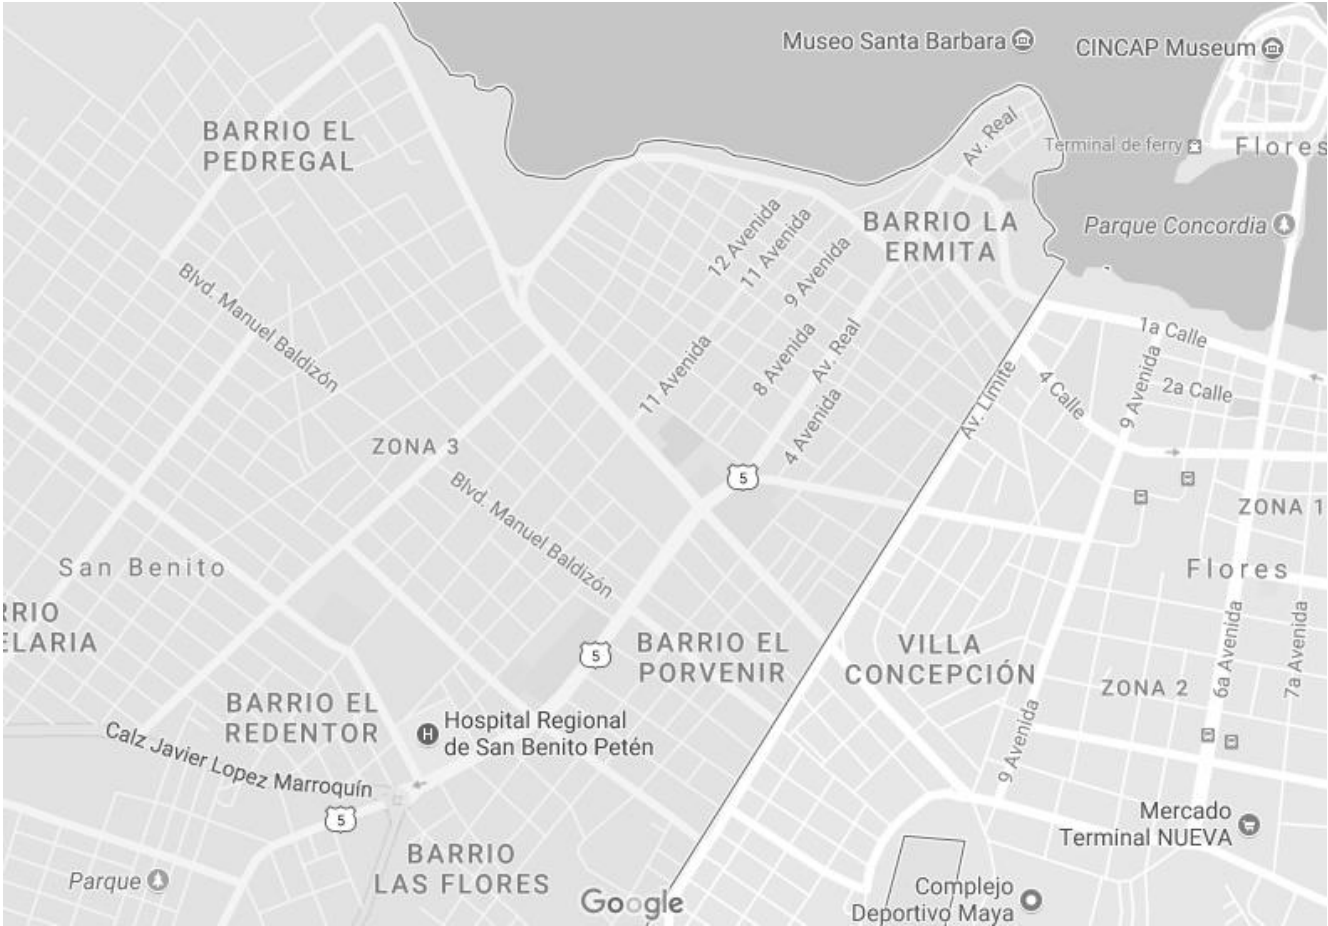 Museo Santa Barbara
CINCAP Museum
BARRIO EL
PEDREGAL
Av. Real
Terminal de ferry
Flores
BARRIO LA
ERMITA
Parque Concordia
12 Avenida
11 Avenida
9 Avenida
Blvd. Manuel Baldizón
11 Avenida
8 Avenida
Av. Real
4 Avenida
1a Calle
2a Calle
9 Avenida
4 Calle
Av. Límite
ZONA 3
5
Blvd. Manuel Baldizón
ZONA 1
San Benito
Flores
RRIO
ELARIA
5
BARRIO EL
PORVENIR
VILLA
CONCEPCIÓN
6a Avenida
7a Avenida
ZONA 2
BARRIO EL
REDENTOR
H
Hospital Regional
de San Benito Petén
Calz Javier Lopez Marroquín
9 Avenida
5
Mercado
Terminal NUEVA
BARRIO
LAS FLORES
Parque
Google
Complejo
Deportivo Maya